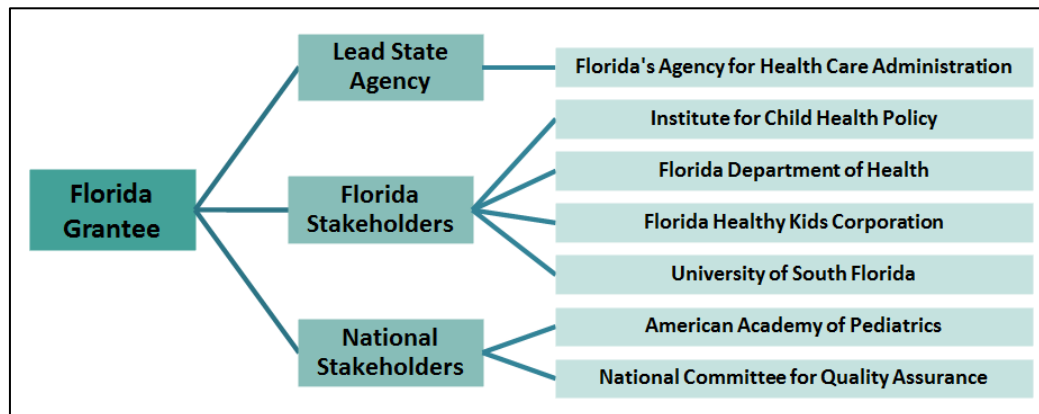 Lead State
Agency
Florida's Agency for Health Care Administration
Institute for Child Health Policy
Florida Department of Health
Florida
Grantee
Florida
Stakeholders
Florida Healthy Kids Corporation
University of South Florida
National
Stakeholders
American Academy of Pediatrics
National Committee for Quality Assurance